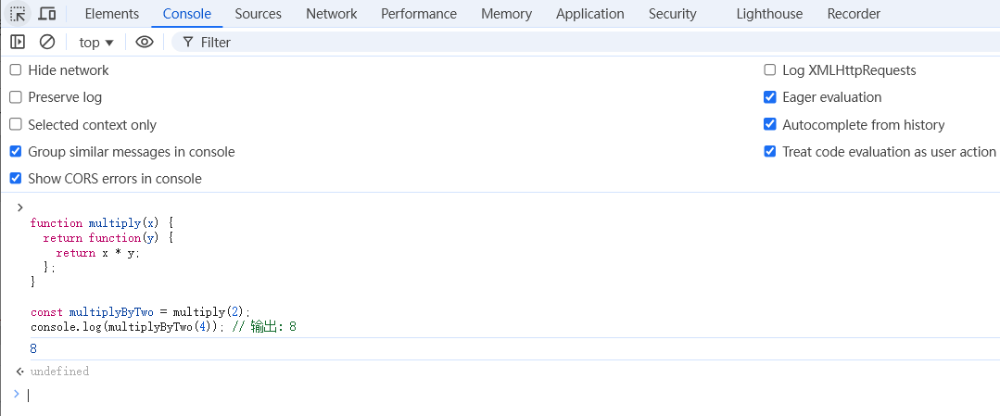 Elements Console Sources Network Performance Memory Application Security Lighthouse Recorder
top Filter
Hide network Log XMLHttpRequests
Preserve log Eager evaluation
Selected context only Autocomplete from history
Group similar messages in console Treat code evaluation as user action
Show CORS errors in console
>
function multiply(x) {
  return function(y) {
    return x * y;
  };
}
const multiplyByTwo = multiply(2);
console.log(multiplyByTwo(4)); // 输出：8
8
undefined
>